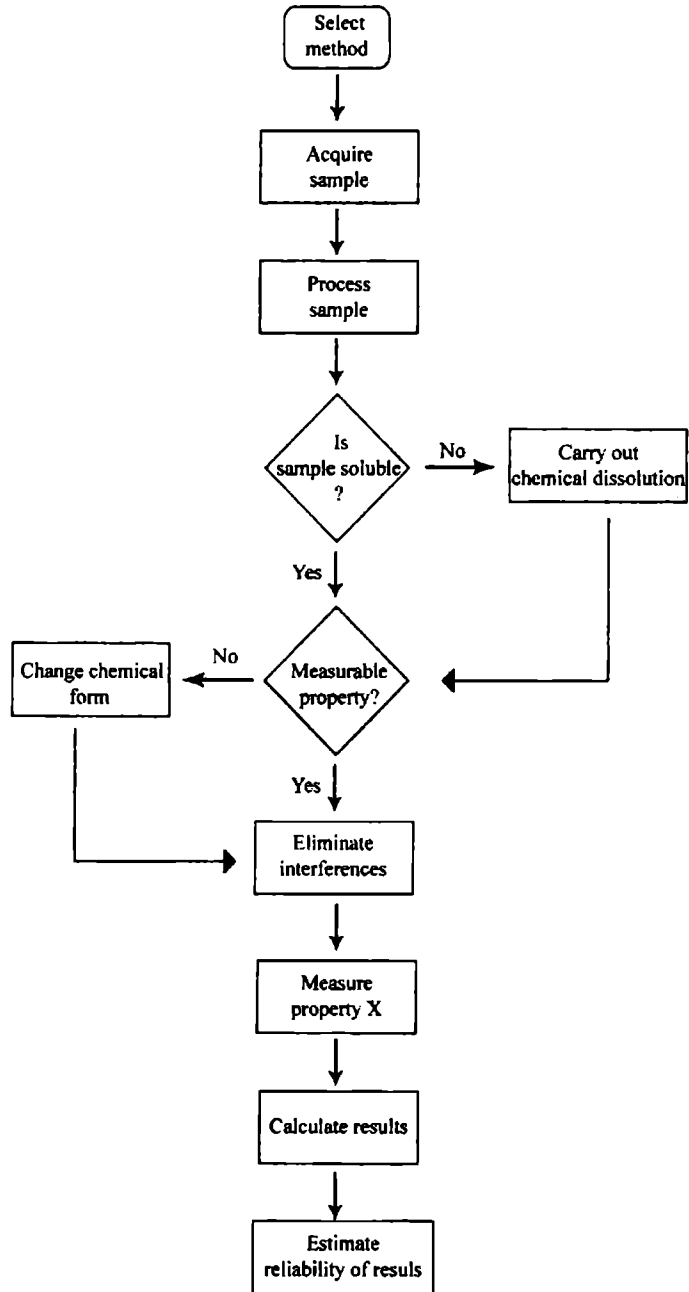 Select
method
Acquire
sample
Process
sample
Is
sample soluble
?
No
Carry out
chemical dissolution
Yes
Change chemical
form
No
Measurable
property?
Yes
Eliminate
interferences
Measure
property X
Calculate results
Estimate
reliability of resuls